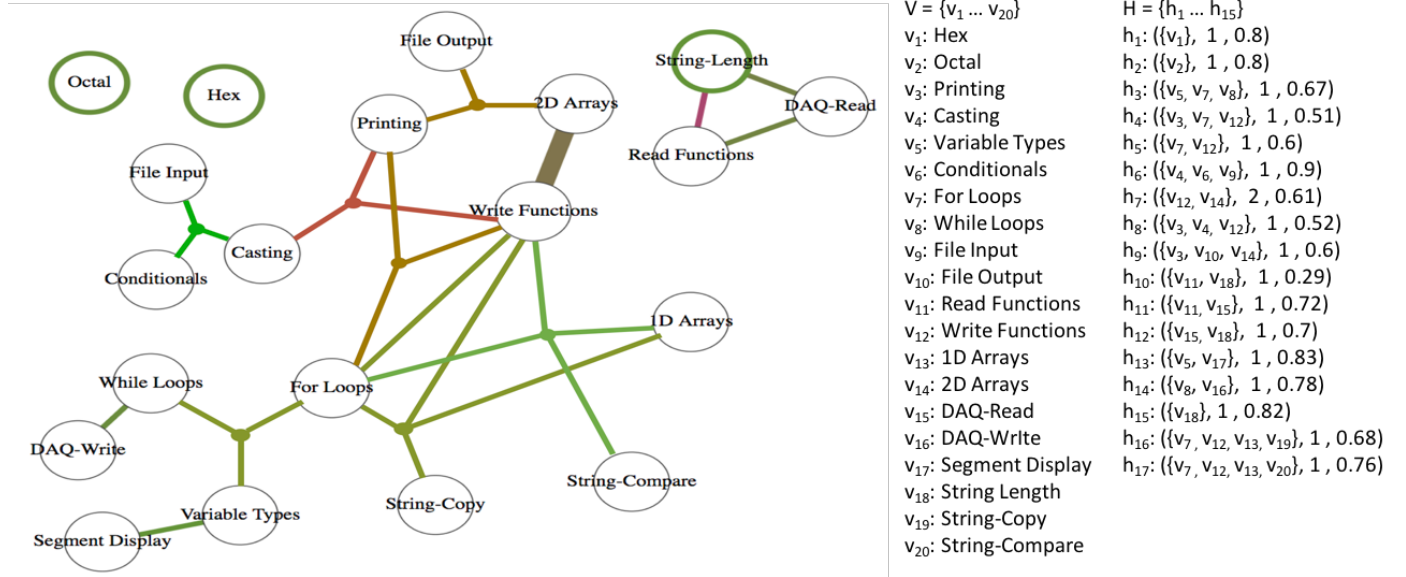 File Output
Octal
Hex
String-Length
2D Arrays
DAQ-Read
Printing
Read Functions
File Input
Write Functions
Casting
Conditionals
1D Arrays
While Loops
For Loops
DAQ-Write
String-Compare
String-Copy
Variable Types
Segment Display
V = {v₁ ... v₂₀}
v₁: Hex
v₂: Octal
v₃: Printing
v₄: Casting
v₅: Variable Types
v₆: Conditionals
v₇: For Loops
v₈: While Loops
v₉: File Input
v₁₀: File Output
v₁₁: Read Functions
v₁₂: Write Functions
v₁₃: 1D Arrays
v₁₄: 2D Arrays
v₁₅: DAQ-Read
v₁₆: DAQ-WrIte
v₁₇: Segment Display
v₁₈: String Length
v₁₉: String-Copy
v₂₀: String-Compare
H = {h₁ ... h₁₅}
h₁: ({v₁}, 1 , 0.8)
h₂: ({v₂}, 1 , 0.8)
h₃: ({v₅, v₇, v₈}, 1 , 0.67)
h₄: ({v₃, v₇, v₁₂}, 1 , 0.51)
h₅: ({v₇, v₁₂}, 1 , 0.6)
h₆: ({v₄, v₆, v₉}, 1 , 0.9)
h₇: ({v₁₂, v₁₄}, 2 , 0.61)
h₈: ({v₃, v₄, v₁₂}, 1 , 0.52)
h₉: ({v₃, v₁₀, v₁₄}, 1 , 0.6)
h₁₀: ({v₁₁, v₁₈}, 1 , 0.29)
h₁₁: ({v₁₁, v₁₅}, 1 , 0.72)
h₁₂: ({v₁₅, v₁₈}, 1 , 0.7)
h₁₃: ({v₅, v₁₇}, 1 , 0.83)
h₁₄: ({v₈, v₁₆}, 1 , 0.78)
h₁₅: ({v₁₈}, 1 , 0.82)
h₁₆: ({v₇ , v₁₂, v₁₃, v₁₉}, 1 , 0.68)
h₁₇: ({v₇ , v₁₂, v₁₃, v₂₀}, 1 , 0.76)